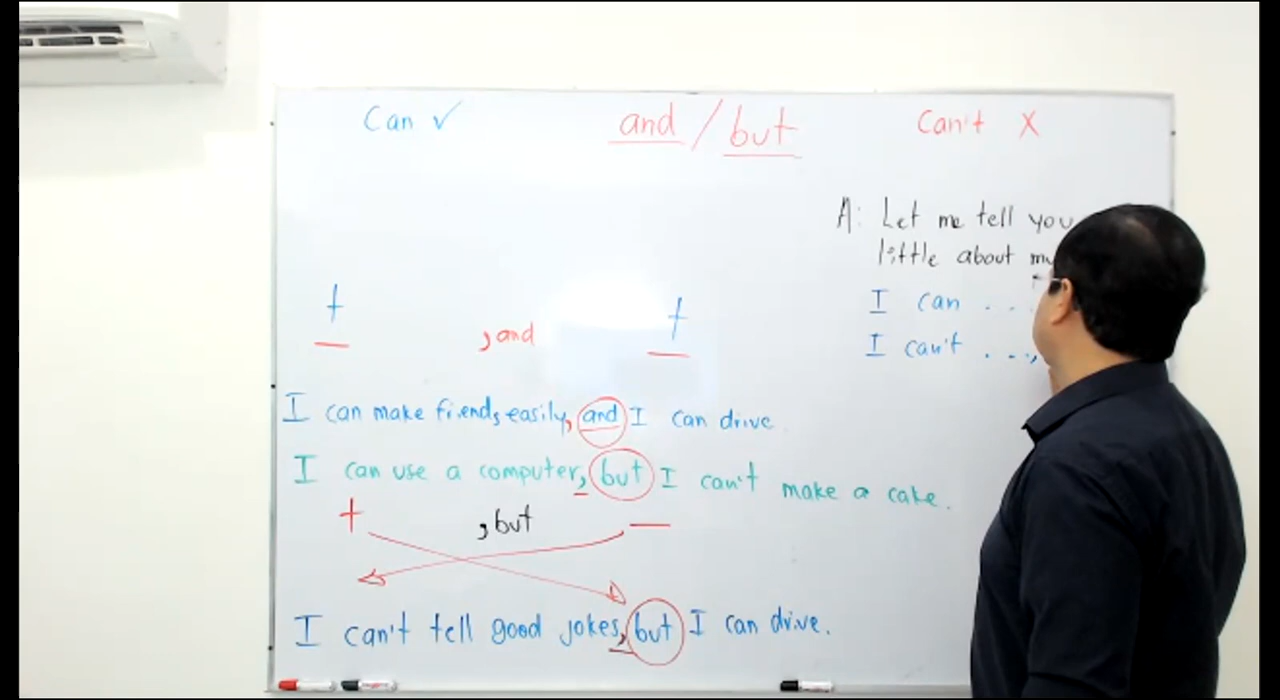 Can ✓
and / but
Can't X
A: Let me tell you
little about
I can ...
I can't ...,
+ , and +
— —
I can make friends easily, and I can drive
I can use a computer, but I can't make a cake.
+ , but —
I can't tell good jokes, but I can drive.